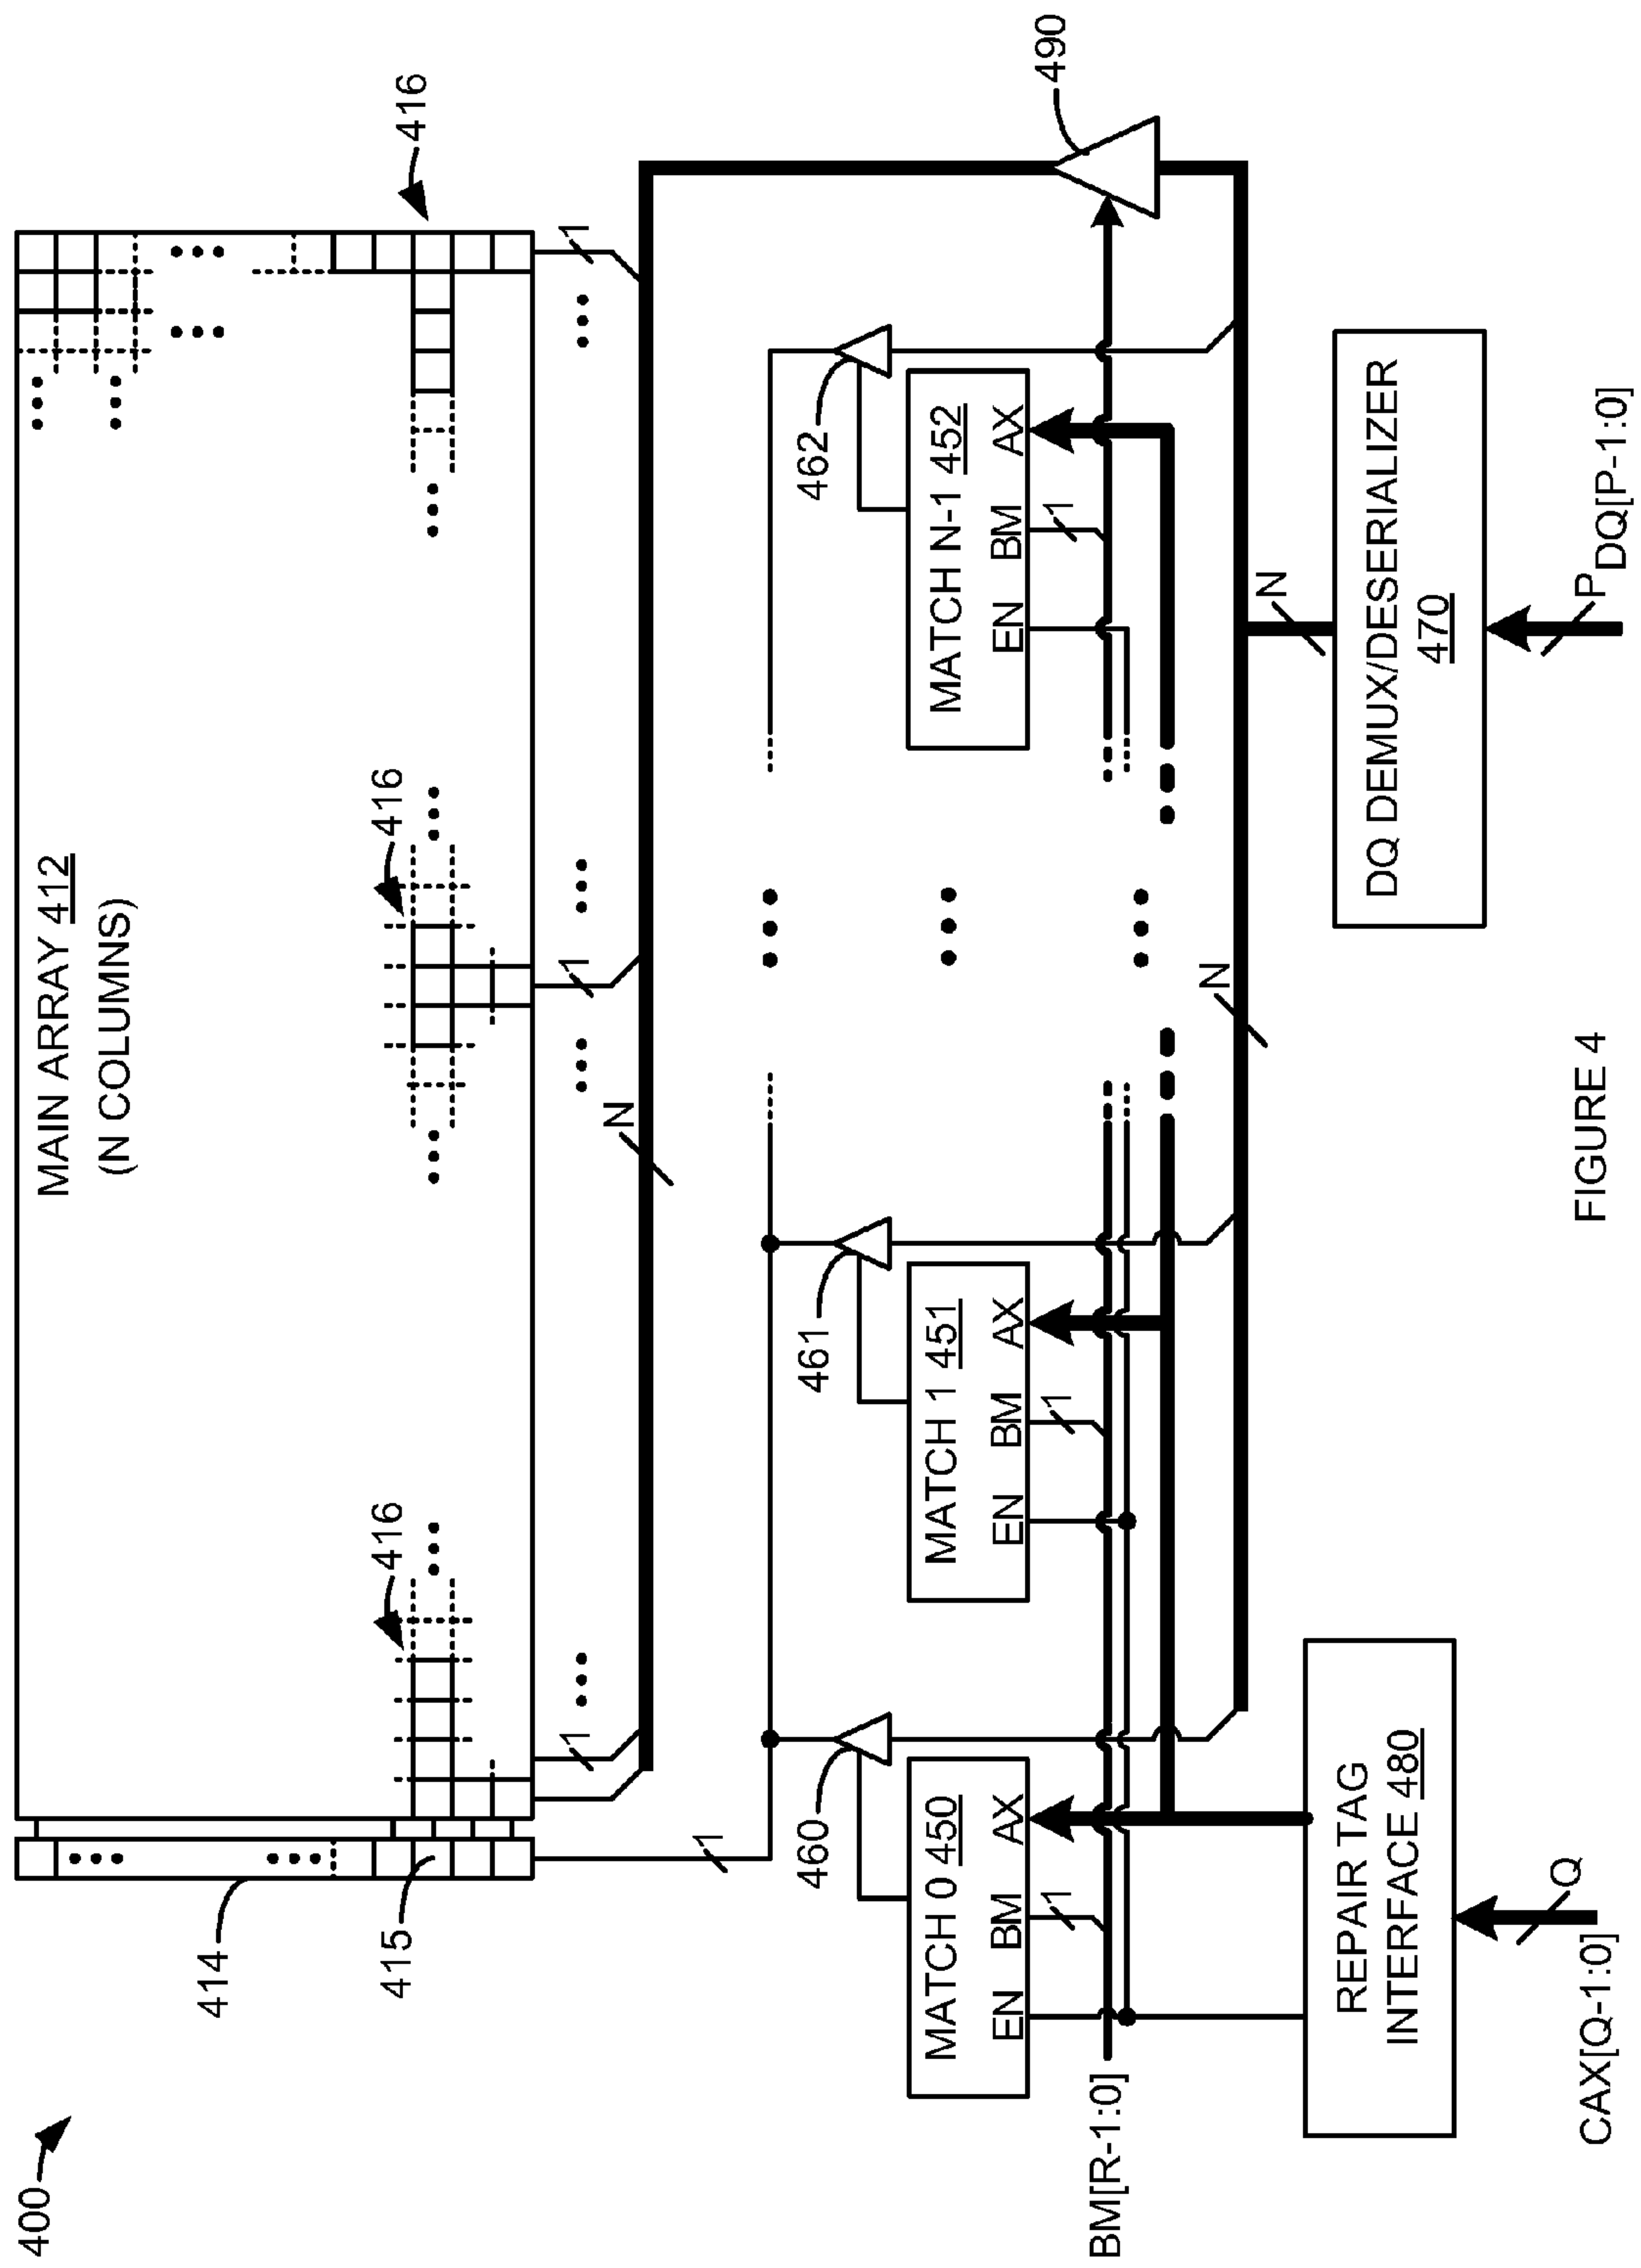 400
MAIN ARRAY 412
(N COLUMNS)
414
415
416
416
416
1
1
1
1
N
460
461
462
490
MATCH 0 450
EN BM AX
1
MATCH 1 451
EN BM AX
1
MATCH N-1 452
EN BM AX
1
BM[R-1:0]
N
N
REPAIR TAG
INTERFACE 480
DQ DEMUX/DESERIALIZER
470
Q
CAX[Q-1:0]
P
DQ[P-1:0]
FIGURE 4